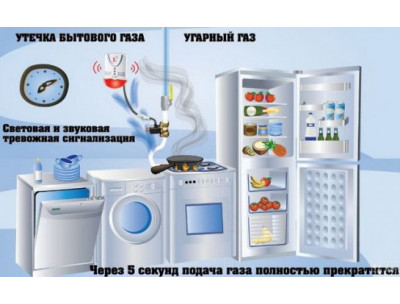 УТЕЧКА БЫТОВОГО ГАЗА
УГАРНЫЙ ГАЗ
Световая и звуковая
тревожная сигнализация
Через 5 секунд подача газа полностью прекратится